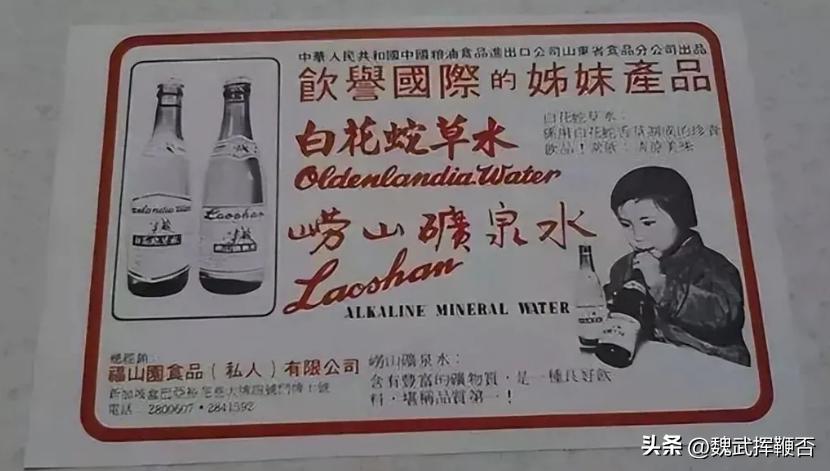 中華人民共和國中國粮油食品進出口公司山東省食品分公司出品
飲譽國際的姊妹產品
白花蛇草水
Oldenlandia Water
白花蛇草水：
飲品！
嶗山礦泉水
Laoshan
ALKALINE MINERAL WATER
Laoshan
總經銷：
福山園食品（私人）有限公司
電話：2800607・2841592
嶗山礦泉水：
含有豐富的礦物質，是一種良好飲
料，堪稱品質第一！
头条 @魏武挥鞭否